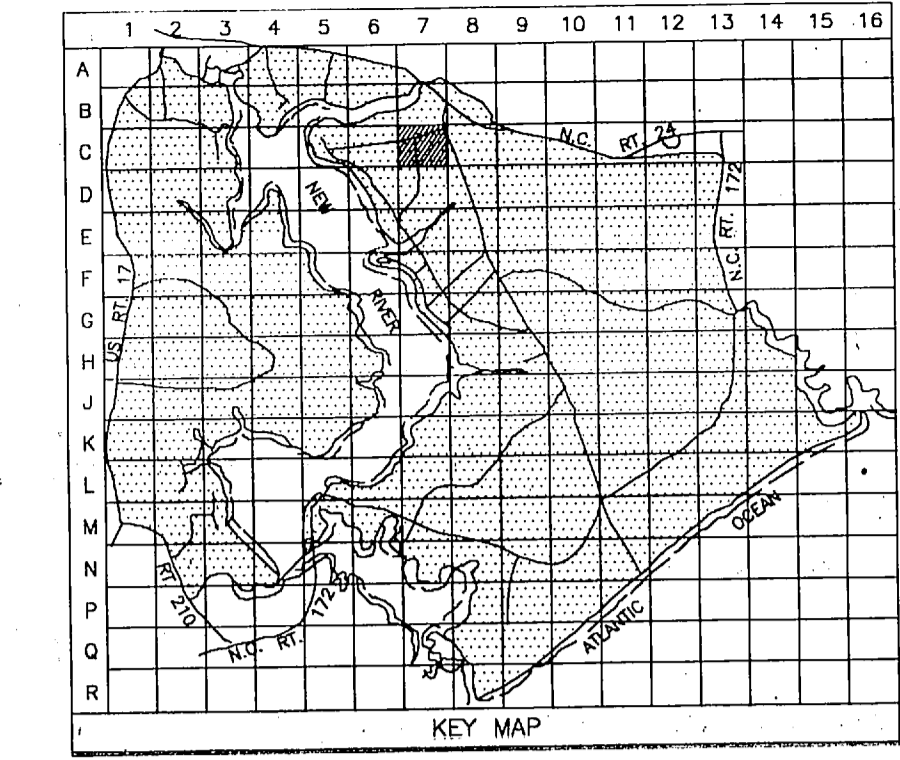 1 2 3 4 5 6 7 8 9 10 11 12 13 14 15 16
A
B
C
D
E
F
G
H
J
K
L
M
N
P
Q
R
N.C. RT. 24
N.C. RT. 172
NEW
RIVER
US RT. 17
RT 210
N.C. RT. 172
ATLANTIC OCEAN
KEY MAP